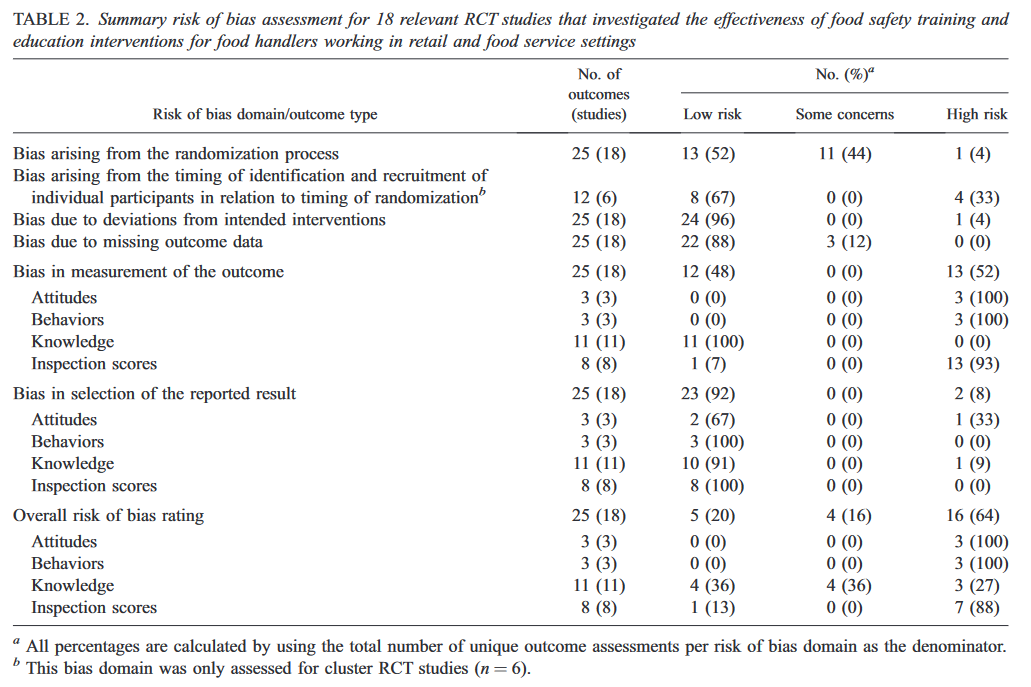 TABLE 2. Summary risk of bias assessment for 18 relevant RCT studies that investigated the effectiveness of food safety training and
education interventions for food handlers working in retail and food service settings
No. of No. (%)a
outcomes
Risk of bias domain/outcome type (studies) Low risk Some concerns High risk
Bias arising from the randomization process 25 (18) 13 (52) 11 (44) 1 (4)
Bias arising from the timing of identification and recruitment of
individual participants in relation to timing of randomizationb 12 (6) 8 (67) 0 (0) 4 (33)
Bias due to deviations from intended interventions 25 (18) 24 (96) 0 (0) 1 (4)
Bias due to missing outcome data 25 (18) 22 (88) 3 (12) 0 (0)
Bias in measurement of the outcome 25 (18) 12 (48) 0 (0) 13 (52)
Attitudes 3 (3) 0 (0) 0 (0) 3 (100)
Behaviors 3 (3) 0 (0) 0 (0) 3 (100)
Knowledge 11 (11) 11 (100) 0 (0) 0 (0)
Inspection scores 8 (8) 1 (7) 0 (0) 13 (93)
Bias in selection of the reported result 25 (18) 23 (92) 0 (0) 2 (8)
Attitudes 3 (3) 2 (67) 0 (0) 1 (33)
Behaviors 3 (3) 3 (100) 0 (0) 0 (0)
Knowledge 11 (11) 10 (91) 0 (0) 1 (9)
Inspection scores 8 (8) 8 (100) 0 (0) 0 (0)
Overall risk of bias rating 25 (18) 5 (20) 4 (16) 16 (64)
Attitudes 3 (3) 0 (0) 0 (0) 3 (100)
Behaviors 3 (3) 0 (0) 0 (0) 3 (100)
Knowledge 11 (11) 4 (36) 4 (36) 3 (27)
Inspection scores 8 (8) 1 (13) 0 (0) 7 (88)
a All percentages are calculated by using the total number of unique outcome assessments per risk of bias domain as the denominator.
b This bias domain was only assessed for cluster RCT studies (n = 6).